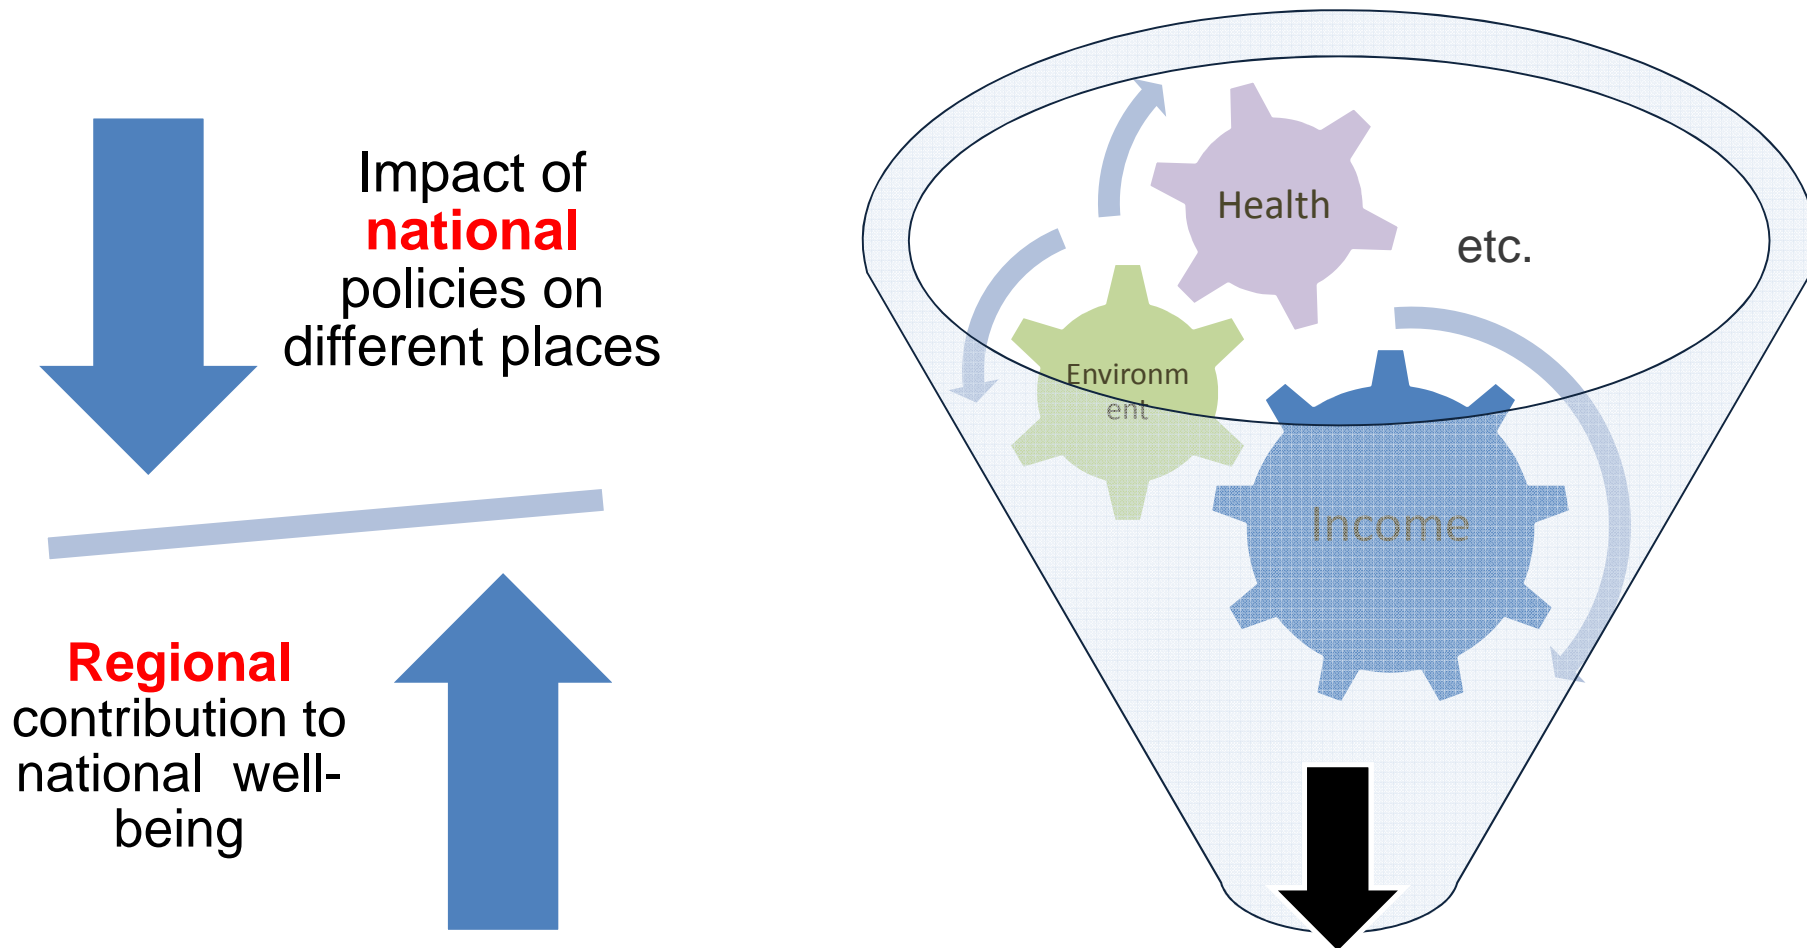 Impact of
national
policies on
different places
Regional
contribution to
national  well-
being
Health
etc.
Environm
ent
Income